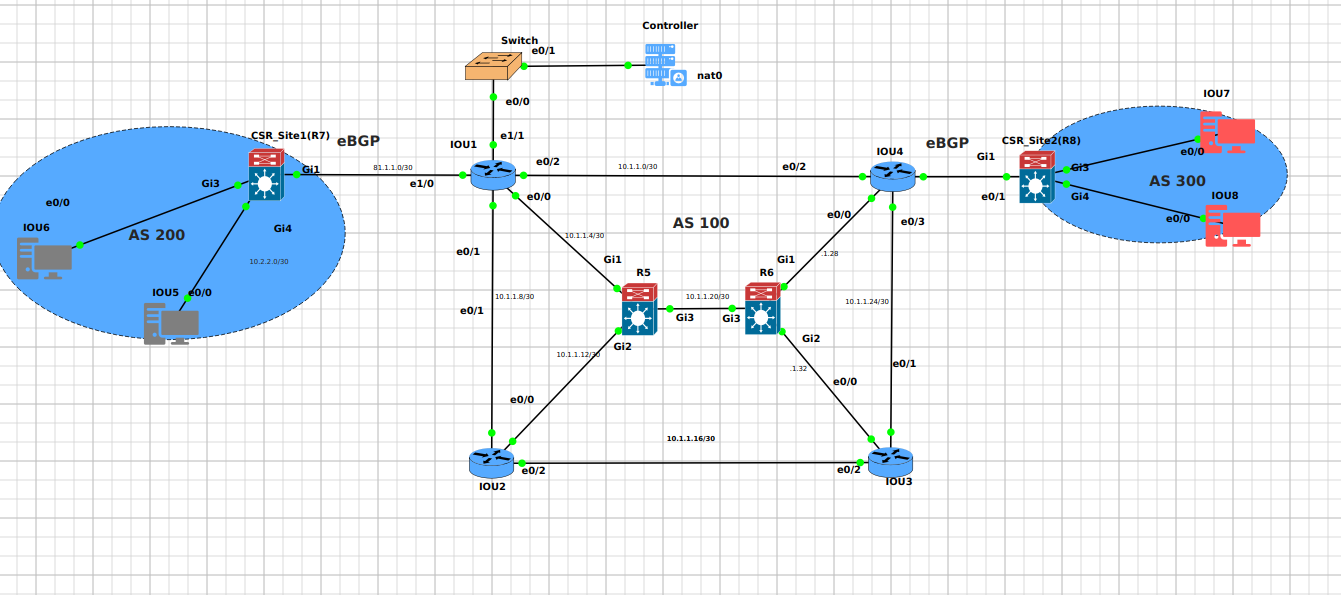 Controller
Switch
e0/1
nat0
IOU7
e0/0
CSR_Site1(R7)
eBGP
e1/1
IOU1
IOU4
eBGP
CSR_Site2(R8)
e0/0
Gi1
81.1.1.0/30
e0/2
10.1.1.0/30
e0/2
Gi1
Gi3
Gi3
e1/0
AS 300
e0/0
e0/0
e0/1
Gi4
IOU8
e0/0
IOU6
AS 200
Gi4
AS 100
e0/0
e0/3
e0/0
10.1.1.4/30
e0/1
.1.28
10.2.2.0/30
Gi1
Gi1
R5
R6
IOU5
e0/0
10.1.1.8/30
10.1.1.20/30
10.1.1.24/30
e0/1
Gi3
Gi3
Gi2
Gi2
10.1.1.12/30
.1.32
e0/1
e0/0
e0/0
10.1.1.16/30
e0/2
e0/2
IOU2
IOU3